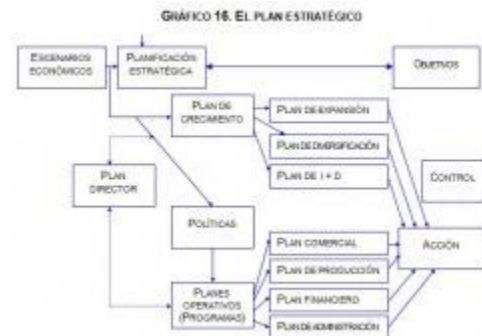 GRÁFICO 16. EL PLAN ESTRATÉGICO
ESCENARIOS
ECONÓMICOS
PLANIFICACIÓN
ESTRATÉGICA
OBJETIVOS
PLAN DE
CRECIMIENTO
PLAN DE EXPANSIÓN
PLAN DE DIVERSIFICACIÓN
PLAN DE I + D
PLAN
DIRECTOR
CONTROL
POLÍTICAS
PLAN COMERCIAL
ACCIÓN
PLAN DE PRODUCCIÓN
PLANES
OPERATIVOS
(PROGRAMAS)
PLAN FINANCIERO
PLAN DE ADMINISTRACIÓN